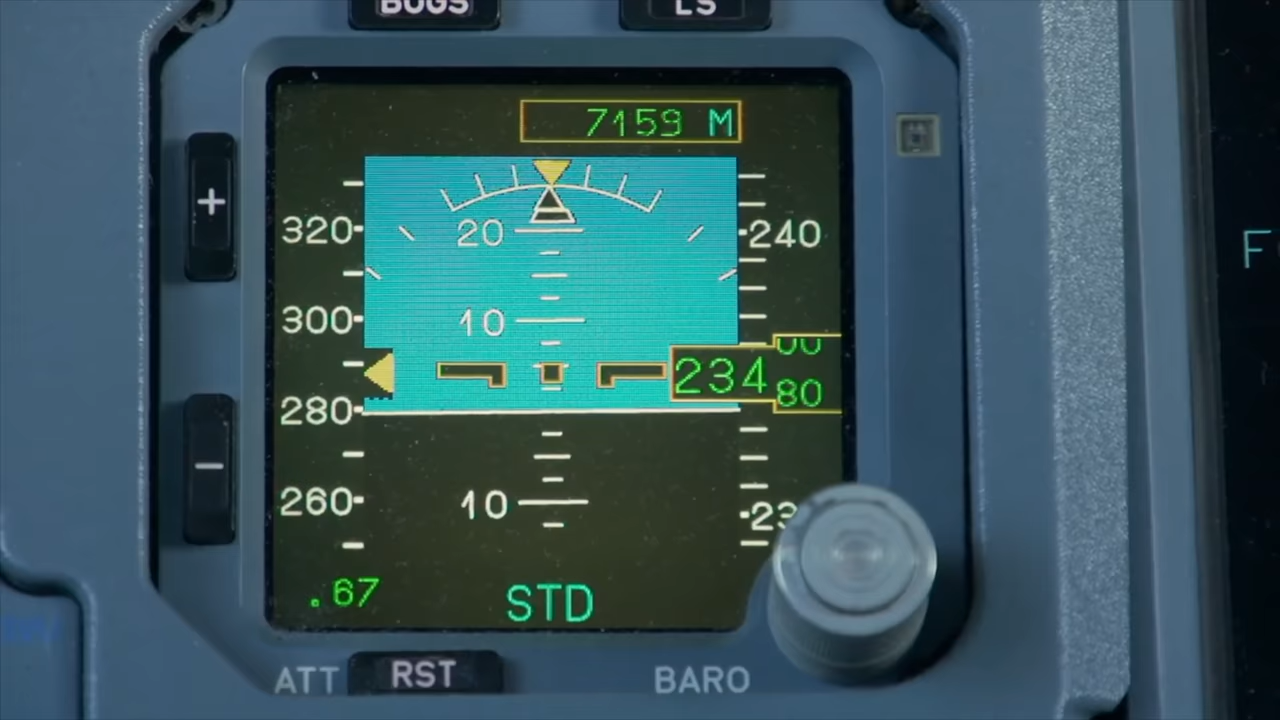 BUGS LS
7159 M
+
20
320 240
F
300 10
00
234
80
280
−
260 10
23
.67 STD
ATT RST BARO